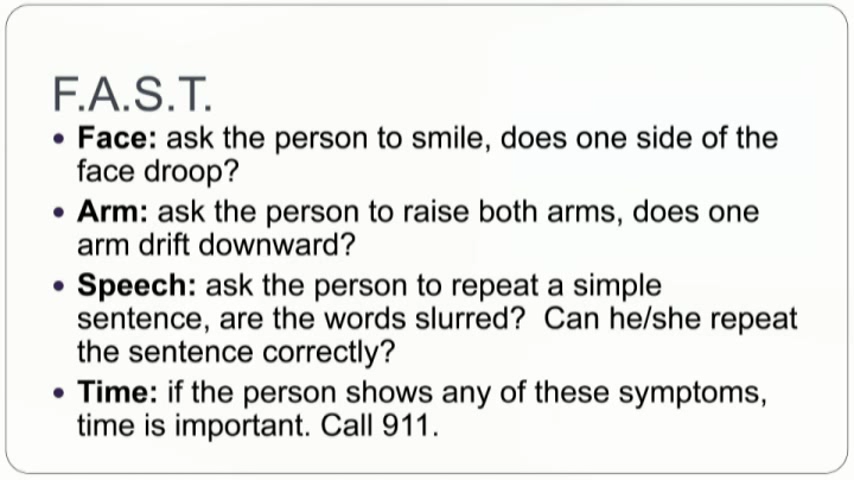 F.A.S.T.
• Face: ask the person to smile, does one side of the
face droop?
• Arm: ask the person to raise both arms, does one
arm drift downward?
• Speech: ask the person to repeat a simple
sentence, are the words slurred?  Can he/she repeat
the sentence correctly?
• Time: if the person shows any of these symptoms,
time is important. Call 911.